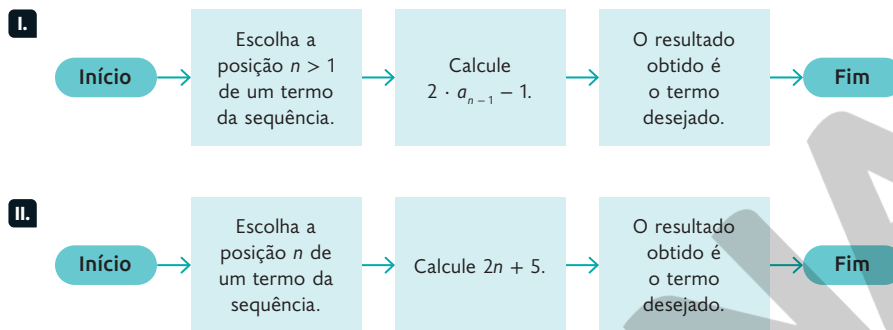 I.
Início
Escolha a
posição n > 1
de um termo
da sequência.
Calcule
2 · aₙ₋₁ – 1.
O resultado
obtido é
o termo
desejado.
Fim
II.
Início
Escolha a
posição n de
um termo da
sequência.
Calcule 2n + 5.
O resultado
obtido é
o termo
desejado.
Fim